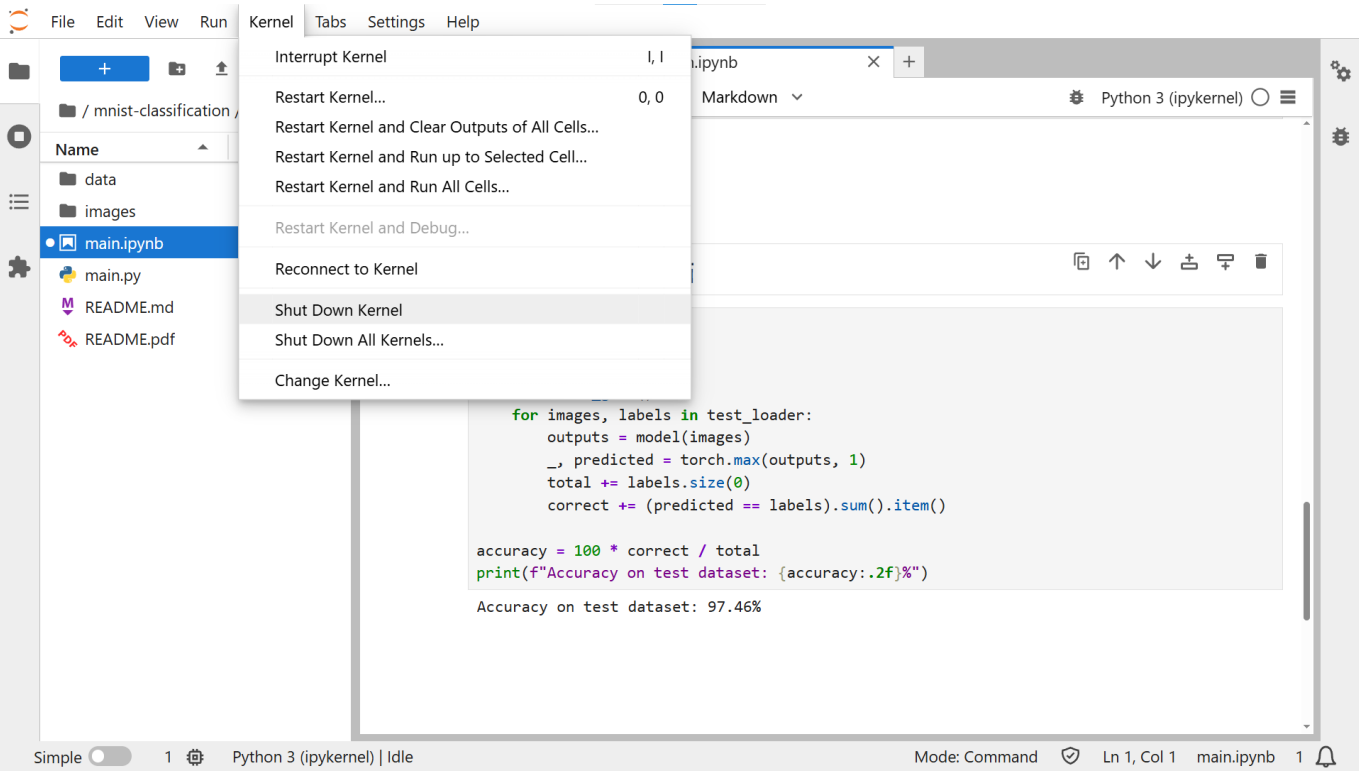 File Edit View Run Kernel Tabs Settings Help
Interrupt Kernel I, I
Restart Kernel... 0, 0
Restart Kernel and Clear Outputs of All Cells...
Restart Kernel and Run up to Selected Cell...
Restart Kernel and Run All Cells...
Restart Kernel and Debug...
Reconnect to Kernel
Shut Down Kernel
Shut Down All Kernels...
Change Kernel...
+
/ mnist-classification /
Name
data
images
main.ipynb
main.py
README.md
README.pdf
.ipynb
Markdown
Python 3 (ipykernel)
for images, labels in test_loader:
outputs = model(images)
_, predicted = torch.max(outputs, 1)
total += labels.size(0)
correct += (predicted == labels).sum().item()
accuracy = 100 * correct / total
print(f"Accuracy on test dataset: {accuracy:.2f}%")
Accuracy on test dataset: 97.46%
Simple 1 Python 3 (ipykernel) | Idle Mode: Command Ln 1, Col 1 main.ipynb 1